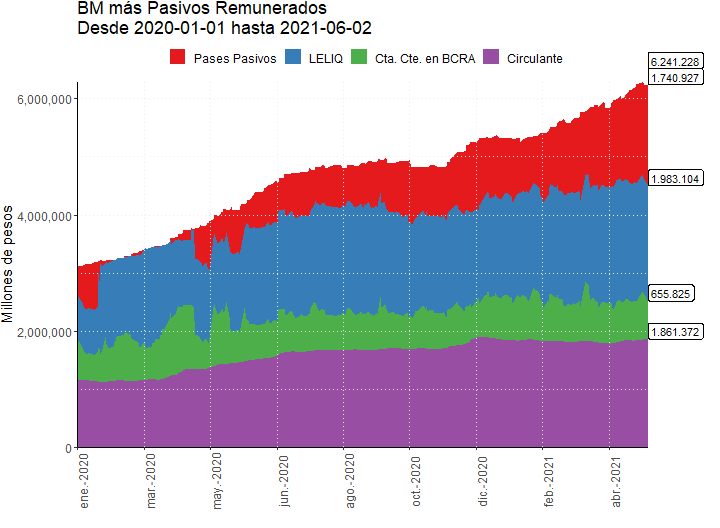 BM más Pasivos Remunerados
Desde 2020-01-01 hasta 2021-06-02
Pases Pasivos LELIQ Cta. Cte. en BCRA Circulante
6.241.228
1.740.927
1.983.104
655.825
1.861.372
Millones de pesos
6,000,000
4,000,000
2,000,000
0
ene.-2020
mar.-2020
may.-2020
jun.-2020
ago.-2020
oct.-2020
dic.-2020
feb.-2021
abr.-2021